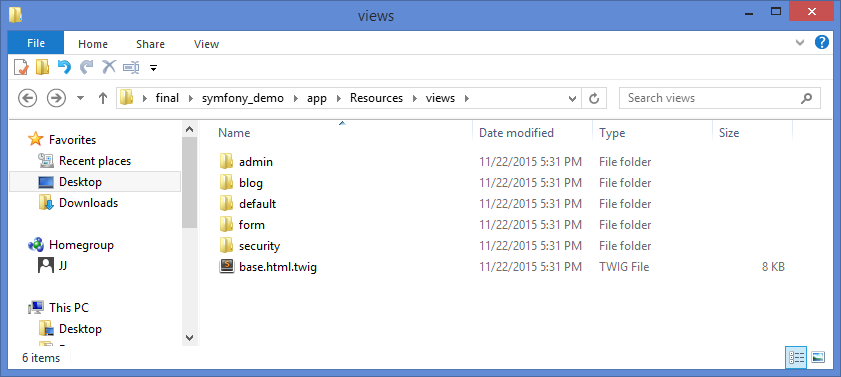 views
File Home Share View
final symfony_demo app Resources views Search views
Name Date modified Type Size
Favorites
Recent places
Desktop
Downloads
Homegroup
JJ
This PC
Desktop
admin 11/22/2015 5:31 PM File folder
blog 11/22/2015 5:31 PM File folder
default 11/22/2015 5:31 PM File folder
form 11/22/2015 5:31 PM File folder
security 11/22/2015 5:31 PM File folder
base.html.twig 11/22/2015 5:31 PM TWIG File 8 KB
6 items